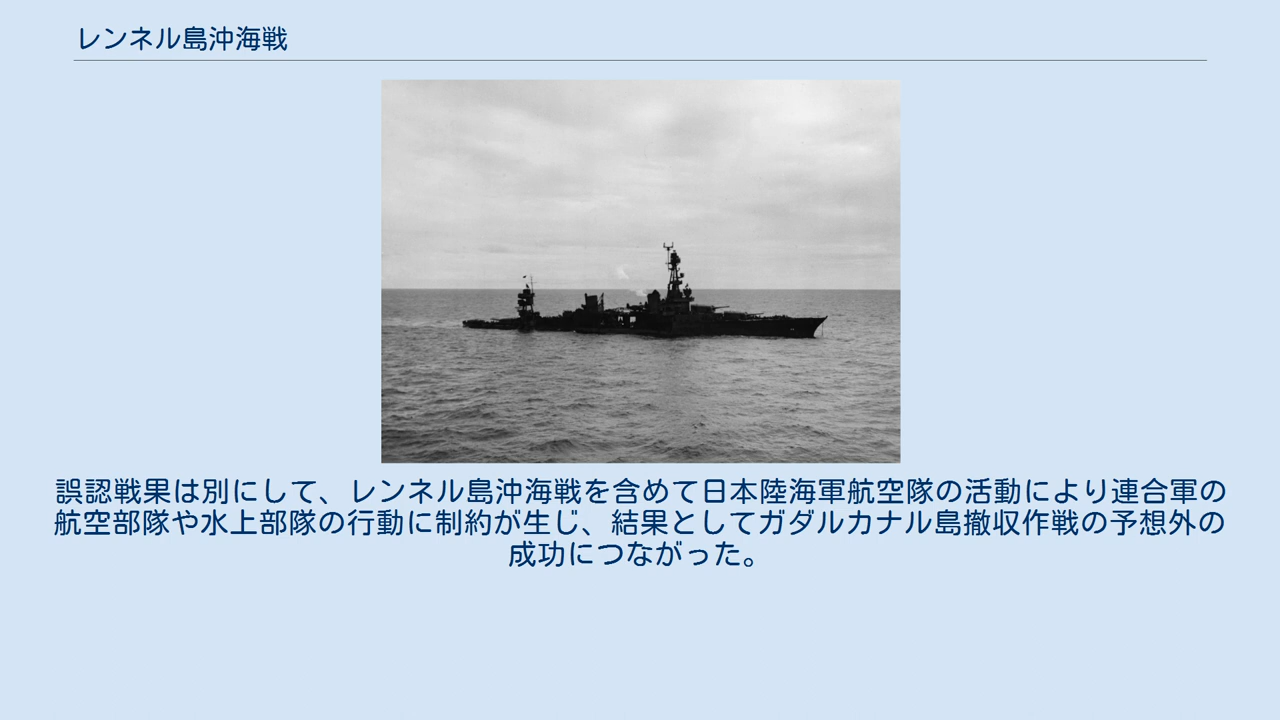 レンネル島沖海戦
誤認戦果は別にして、レンネル島沖海戦を含めて日本陸海軍航空隊の活動により連合軍の
航空部隊や水上部隊の行動に制約が生じ、結果としてガダルカナル島撤収作戦の予想外の
成功につながった。